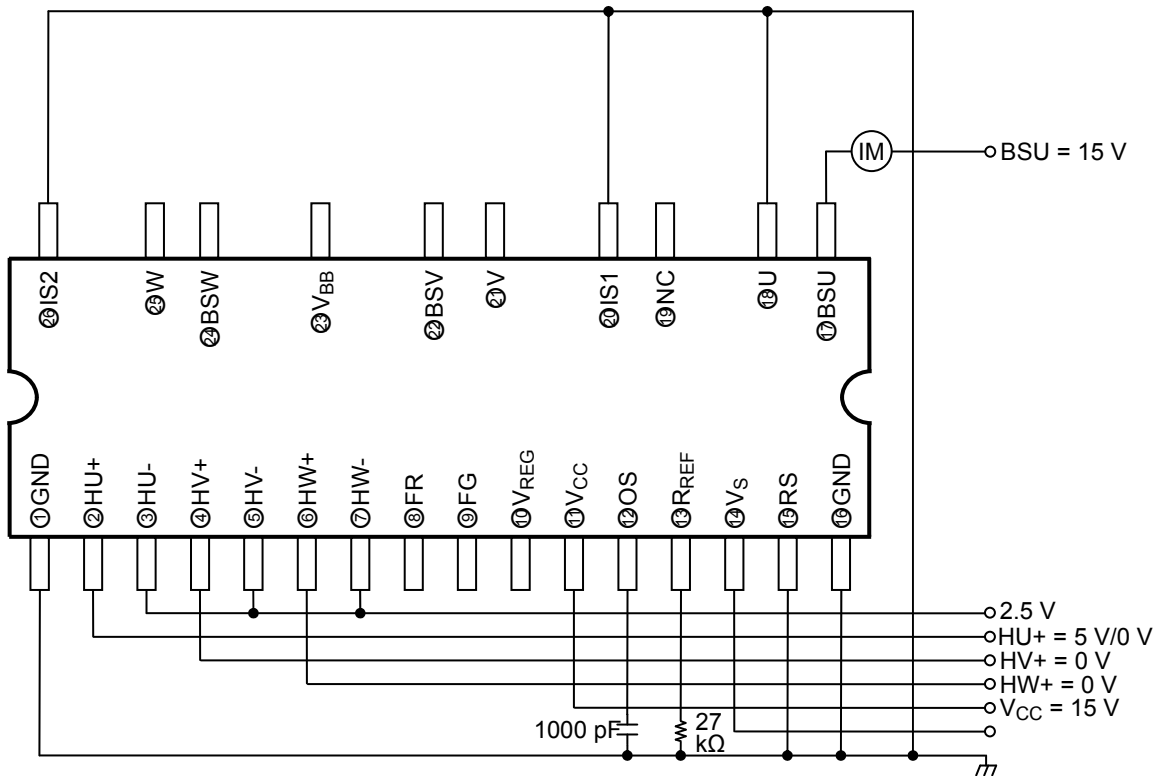 IM
BSU = 15 V
㉖IS2
㉕W
㉔BSW
㉓VBB
㉒BSV
㉑V
⑳IS1
⑲NC
⑱U
⑰BSU
①GND
②HU+
③HU-
④HV+
⑤HV-
⑥HW+
⑦HW-
⑧FR
⑨FG
⑩VREG
⑪VCC
⑫OS
⑬RREF
⑭VS
⑮RS
⑯GND
2.5 V
HU+ = 5 V/0 V
HV+ = 0 V
HW+ = 0 V
VCC = 15 V
1000 pF
27
kΩ